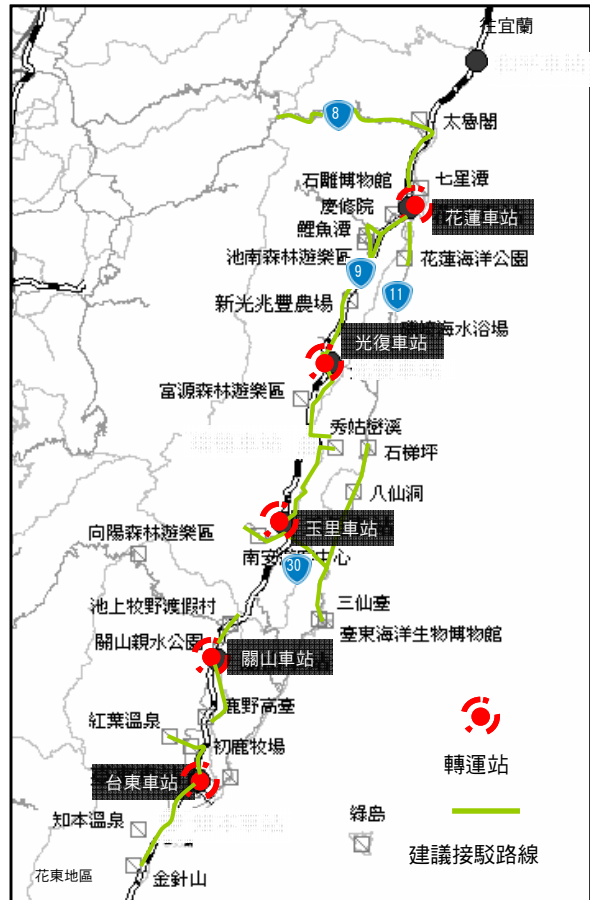 往宜蘭
8
太魯閣
石雕博物館
七星潭
慶修院
花蓮車站
鯉魚潭
池南森林遊樂區
花蓮海洋公園
9
11
新光兆豐農場
海水浴場
光復車站
富源森林遊樂區
秀姑巒溪
石梯坪
八仙洞
玉里車站
向陽森林遊樂區
南安遊客中心
30
池上牧野渡假村
三仙臺
關山親水公園
臺東海洋生物博物館
關山車站
鹿野高臺
紅葉溫泉
初鹿牧場
轉運站
台東車站
知本溫泉
綠島
建議接駁路線
花東地區
金針山